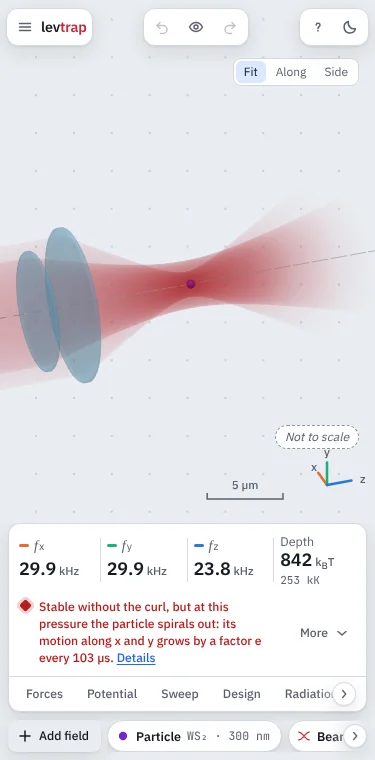 levtrap
?
Fit Along Side
Not to scale
y
x
z
5 µm
fx fy fz Depth
29.9 kHz 29.9 kHz 23.8 kHz 842 kBT
253 kK
Stable without the curl, but at this
pressure the particle spirals out: its
motion along x and y grows by a factor e
every 103 µs. Details
More
Forces Potential Sweep Design Radiation
+ Add field Particle WS₂ · 300 nm Bear